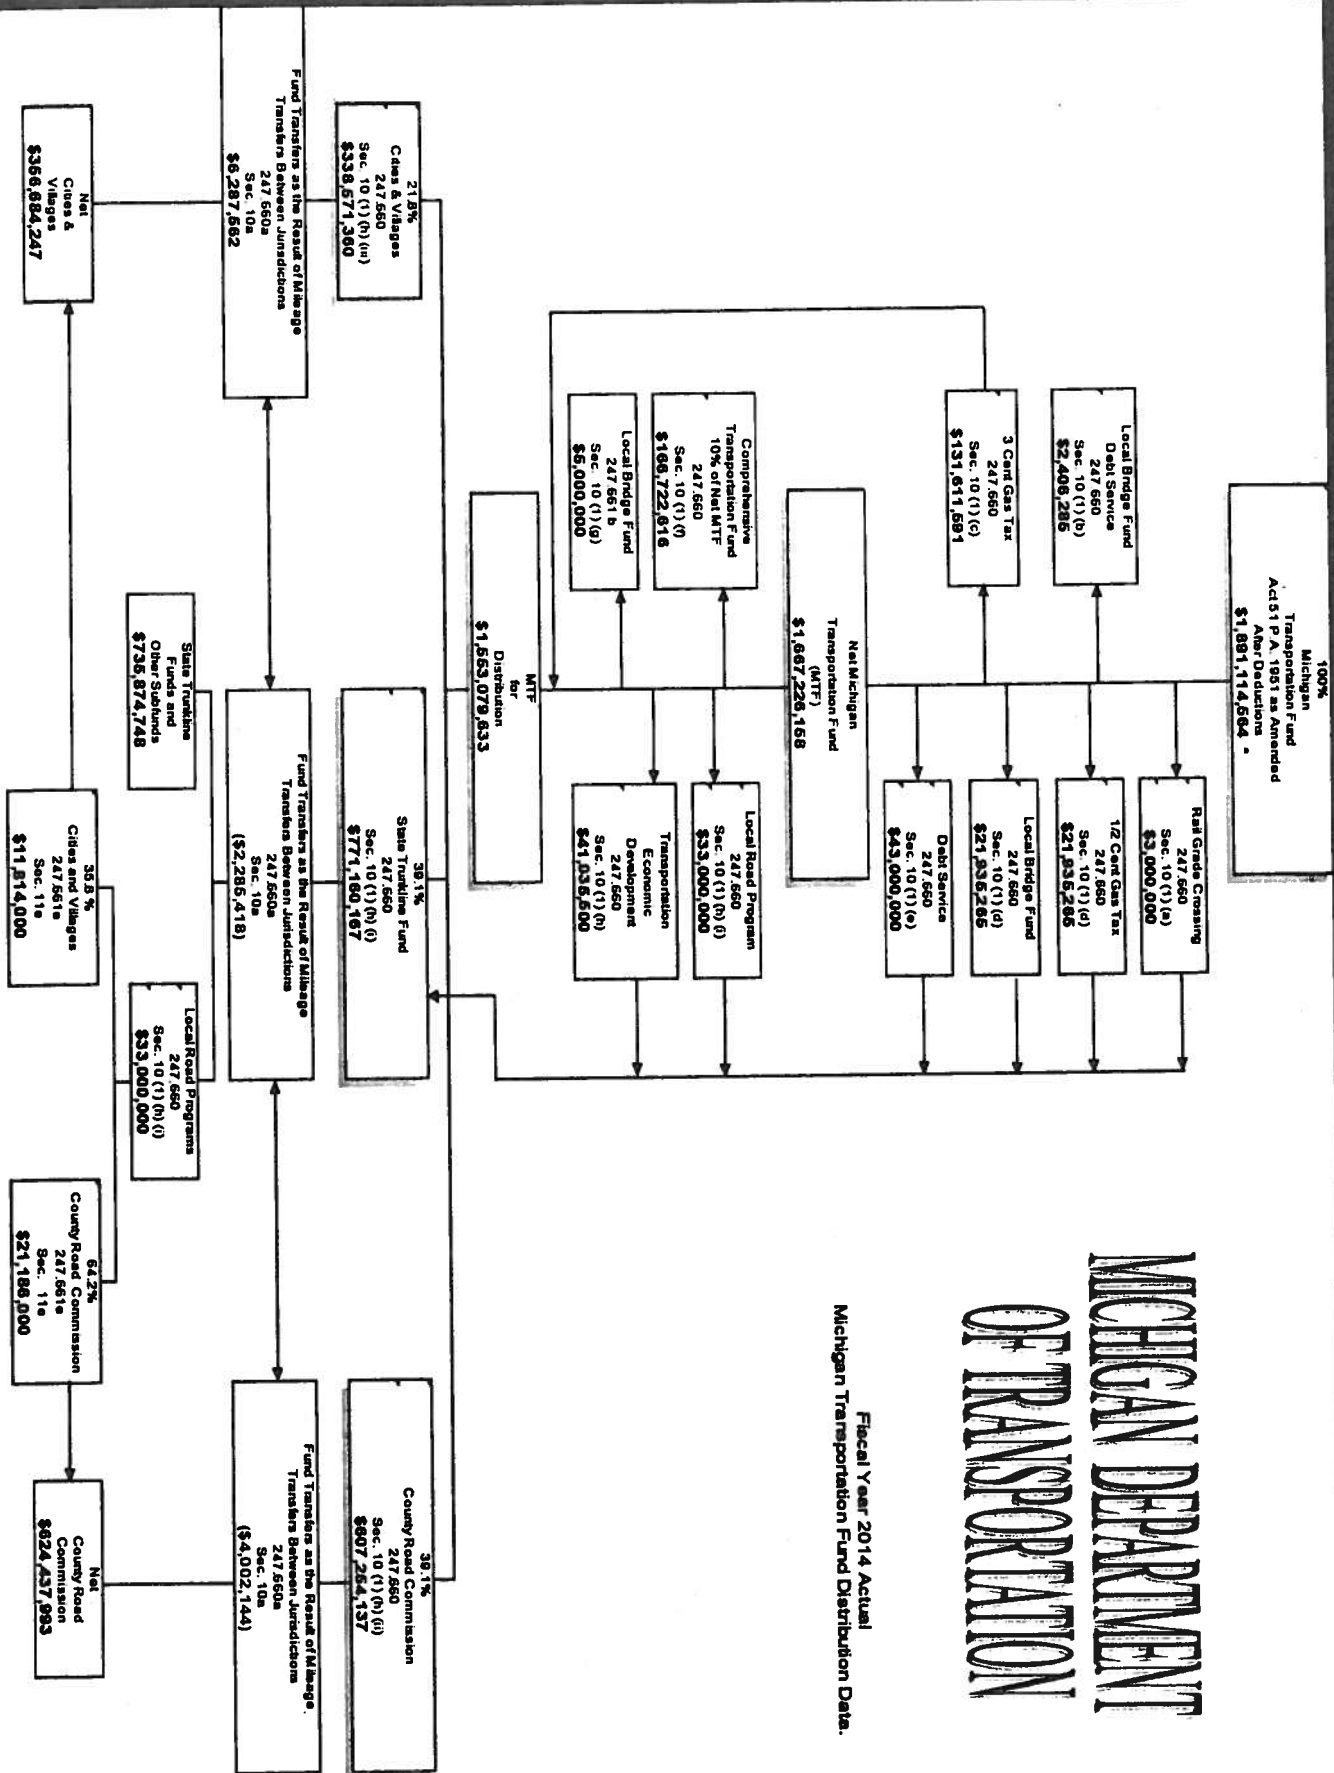 MICHIGAN DEPARTMENT
OF TRANSPORTATION
Fiscal Year 2014 Actual
Michigan Transportation Fund Distribution Data.
100%
Michigan
Transportation Fund
Act 51 P.A. 1951 as Amended
After Deductions
$1,891,114,564
Rail Grade Crossing
247.660
Sec. 10 (1) (a)
$3,000,000
Local Bridge Fund
Debt Service
247.660
Sec. 10 (1) (b)
$2,406,285
1/2 Cent Gas Tax
247.660
Sec. 10 (1) (d)
$21,935,265
3 Cent Gas Tax
247.660
Sec. 10 (1) (c)
$131,611,591
Local Bridge Fund
247.660
Sec. 10 (1) (d)
$21,935,265
Debt Service
247.660
Sec. 10 (1) (e)
$43,000,000
Net Michigan
Transportation Fund
(MTF)
$1,667,226,158
Comprehensive
Transportation Fund
10% of Net MTF
247.660
Sec. 10 (1) (f)
$166,722,616
Local Road Program
247.660
Sec. 10 (1) (h) (i)
$33,000,000
Local Bridge Fund
247.661 b
Sec. 10 (1) (g)
$5,000,000
Transportation
Economic
Development
247.660
Sec. 10 (1) (h)
$41,035,500
MTF
for
Distribution
$1,553,079,633
21.8%
Cities & Villages
247.660
Sec. 10 (1) (h) (iii)
$338,571,360
39.1%
State Trunkline Fund
247.660
Sec. 10 (1) (h) (i)
$771,160,167
39.1%
County Road Commission
247.660
Sec. 10 (1) (h) (ii)
$607,254,137
Fund Transfers as the Result of Mileage
Transfers Between Jurisdictions
247.660a
Sec. 10a
$6,287,562
Fund Transfers as the Result of Mileage
Transfers Between Jurisdictions
247.660a
Sec. 10a
($2,285,418)
Fund Transfers as the Result of Mileage.
Transfers Between Jurisdictions
247.660a
Sec. 10a
($4,002,144)
State Trunkline
Funds and
Other Subfunds
$735,874,748
Local Road Programs
247.660
Sec. 10 (1) (h) (i)
$33,000,000
Net
Cities &
Villages
$356,684,247
35.8 %
Cities and Villages
247.661e
Sec. 11e
$11,814,000
64.2%
County Road Commission
247.661e
Sec. 11e
$21,186,000
Net
County Road
Commission
$624,437,993